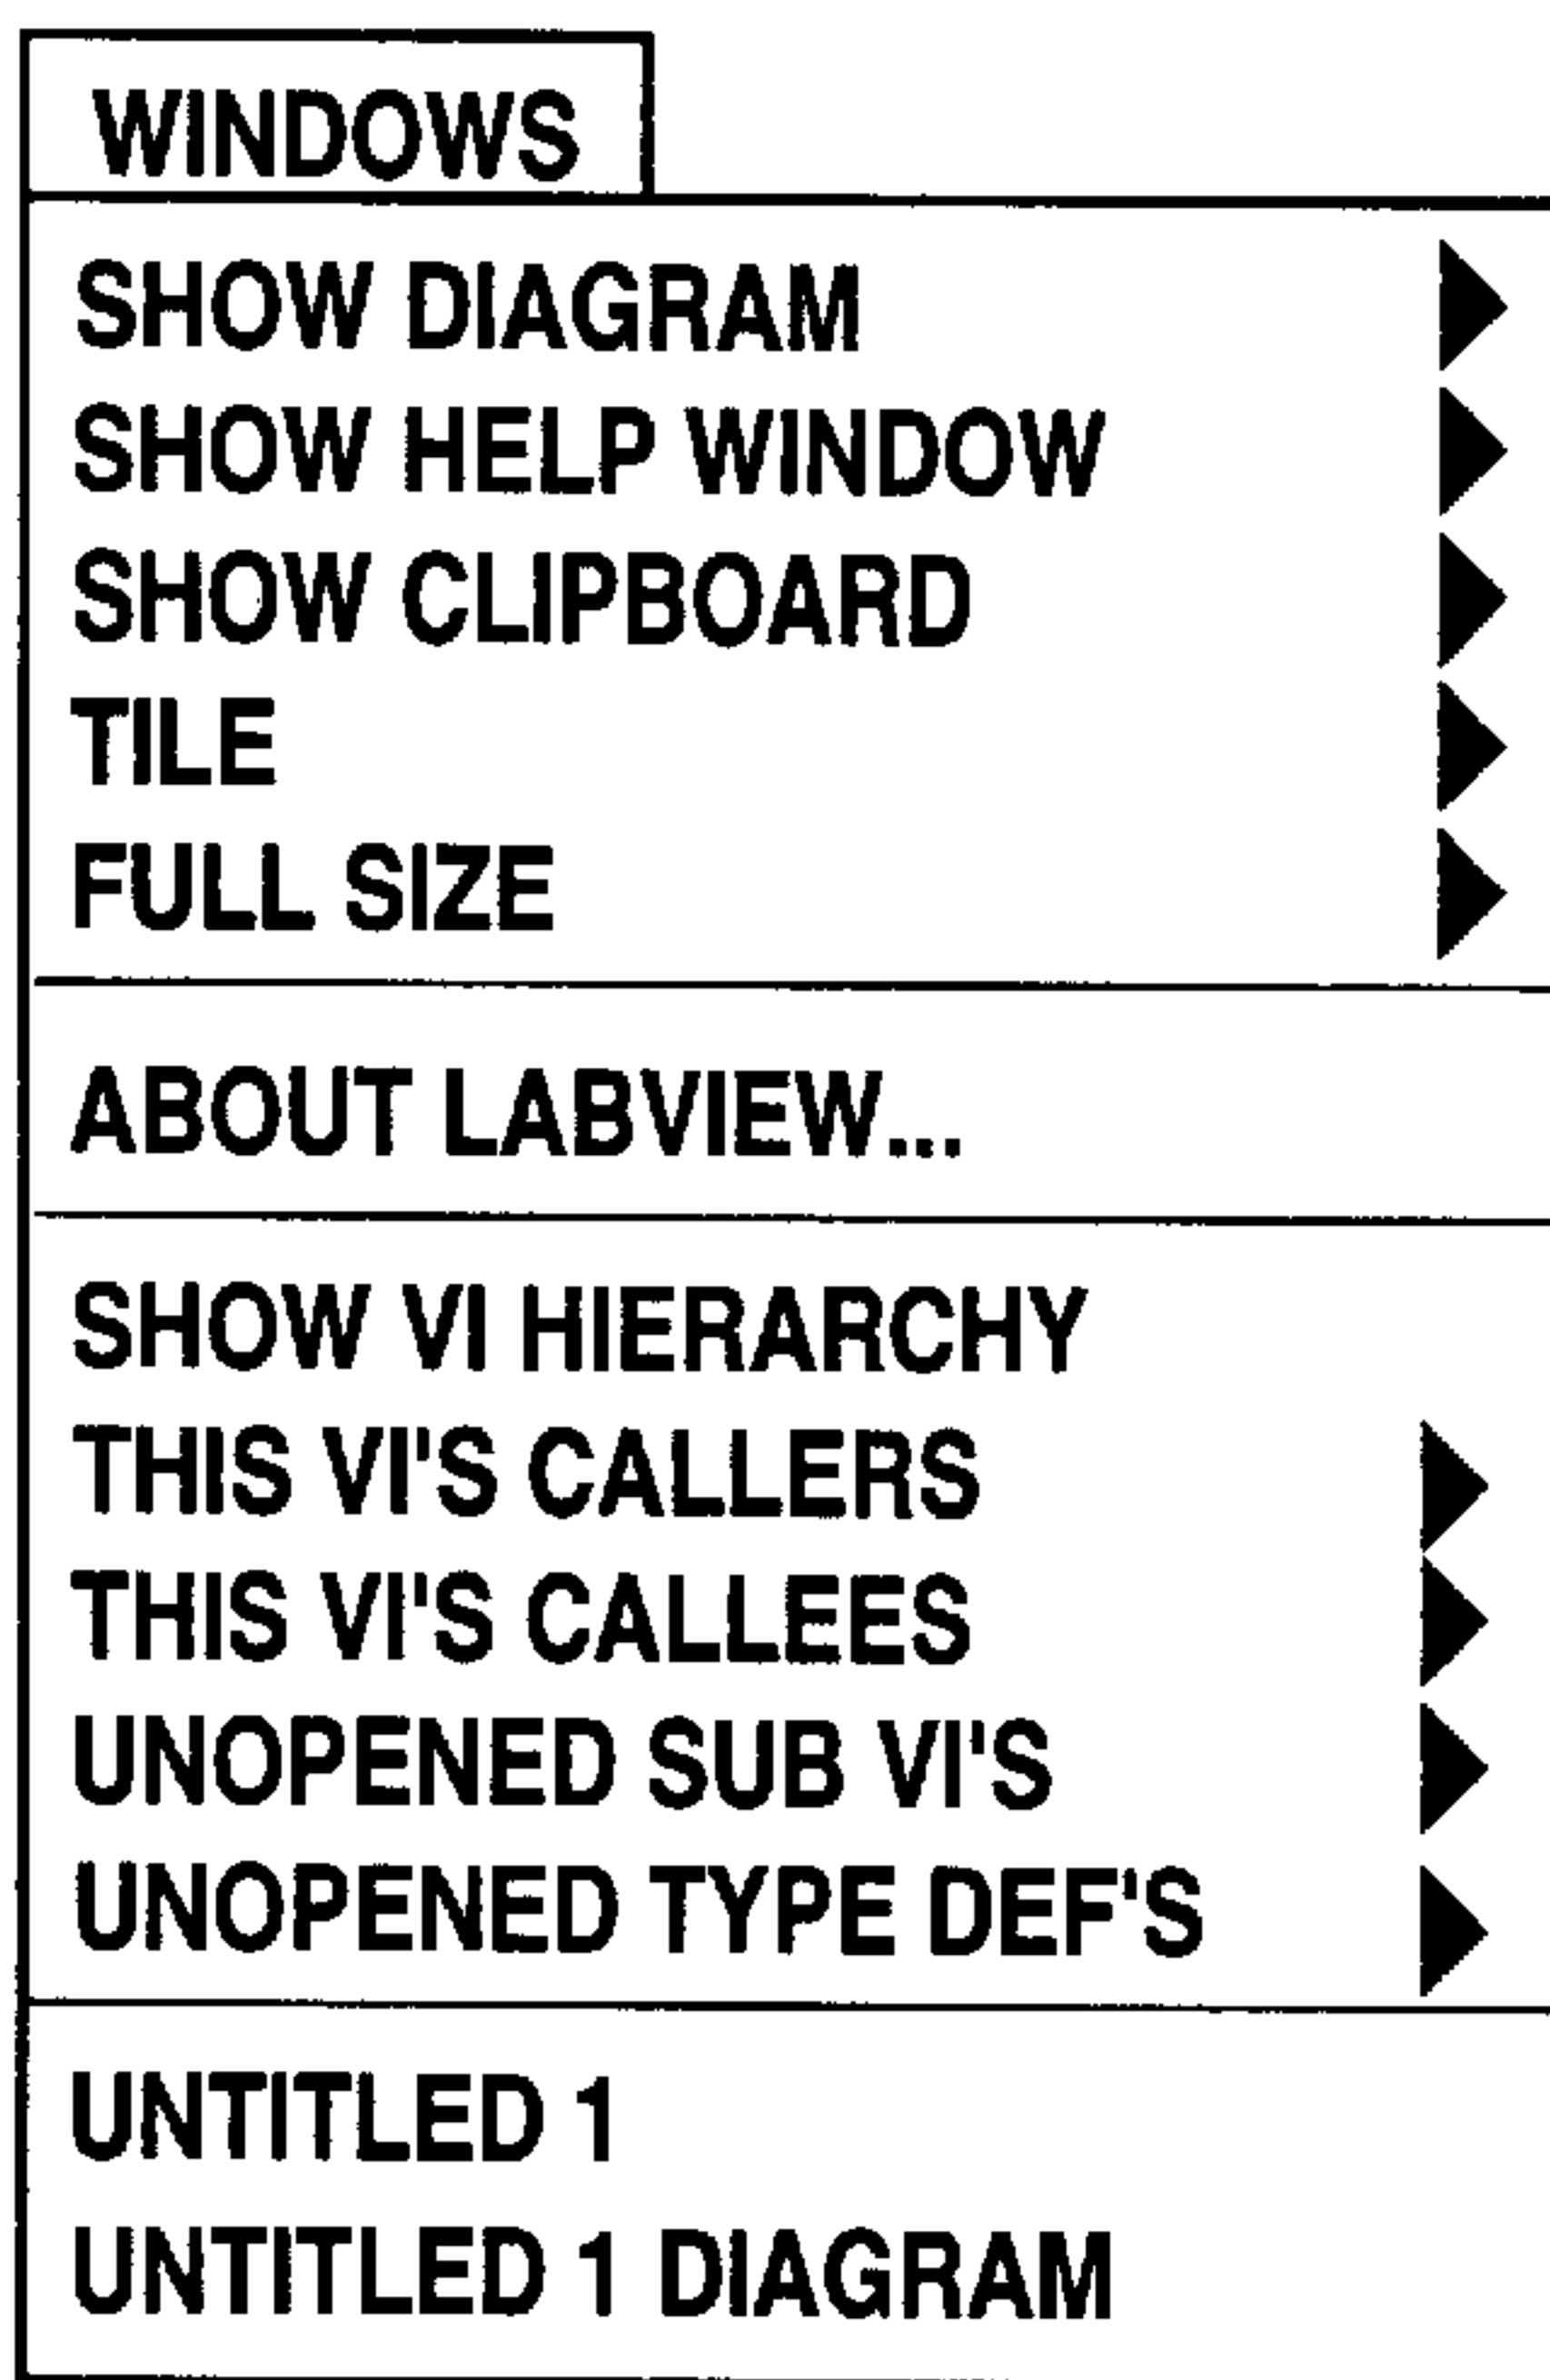 WINDOWS
SHOW DIAGRAM
SHOW HELP WINDOW
SHOW CLIPBOARD
TILE
FULL SIZE
ABOUT LABVIEW...
SHOW VI HIERARCHY
THIS VI'S CALLERS
THIS VI'S CALLEES
UNOPENED SUB VI'S
UNOPENED TYPE DEF'S
UNTITLED 1
UNTITLED 1 DIAGRAM